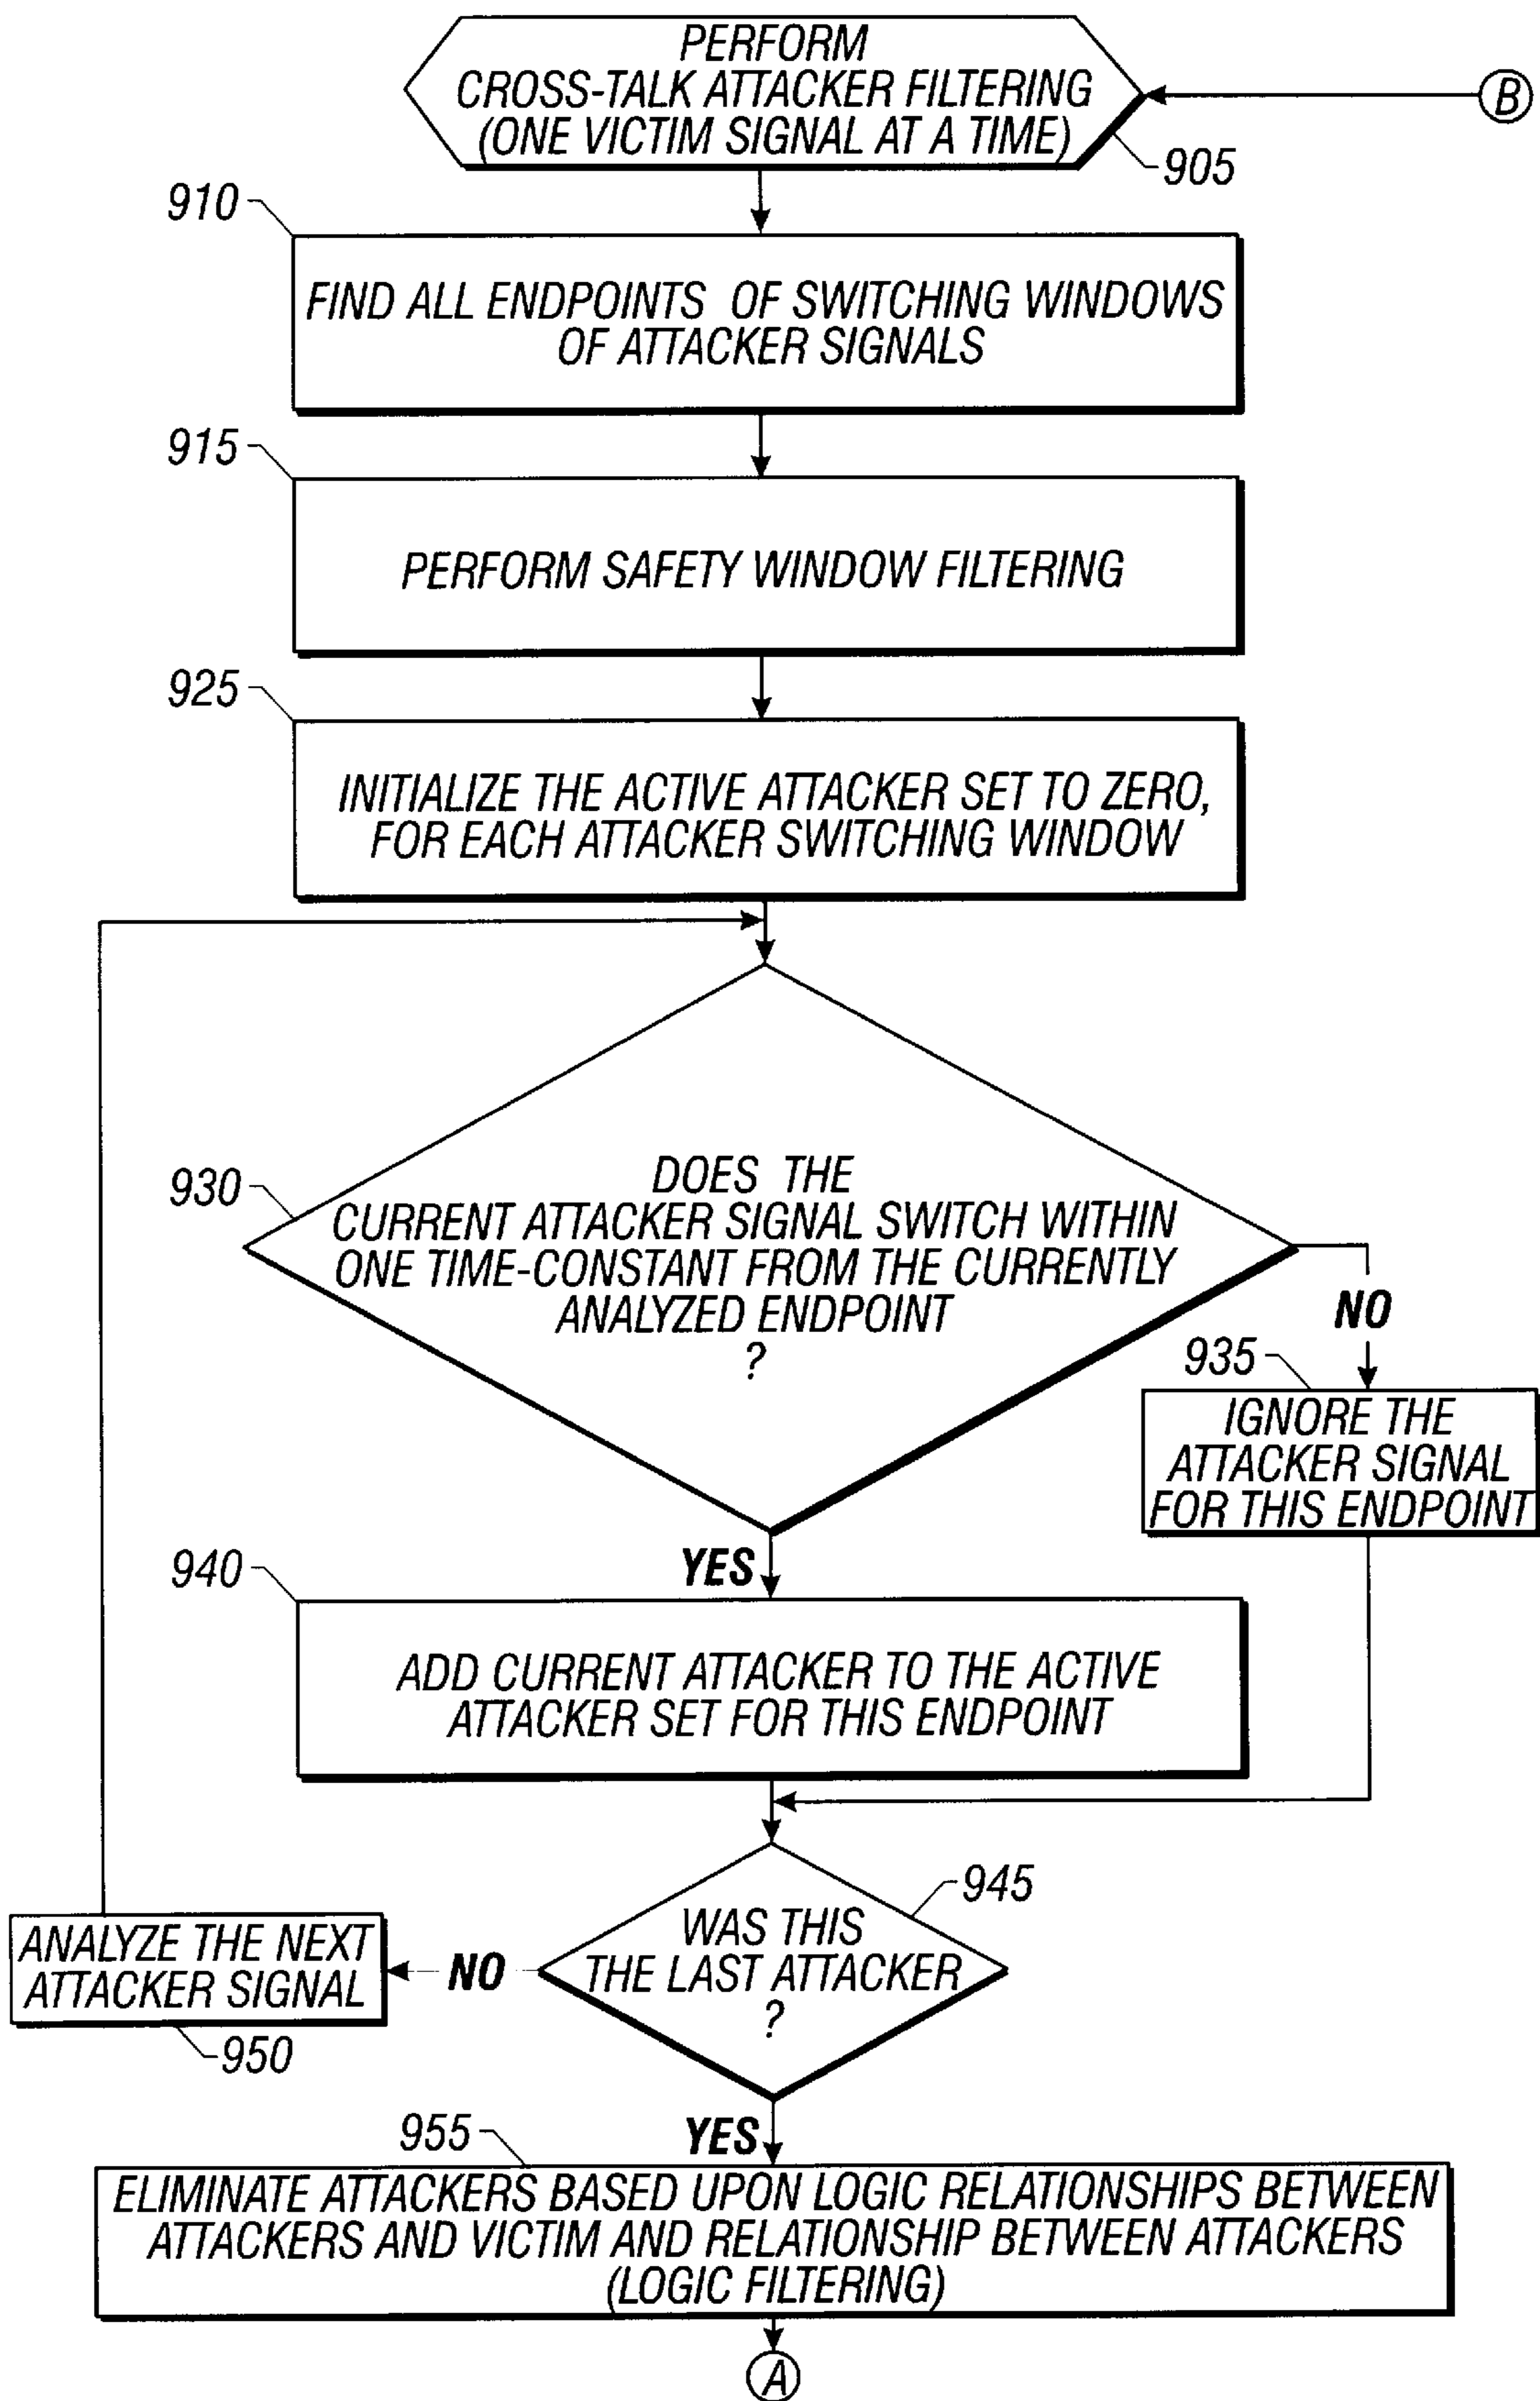 PERFORM
CROSS-TALK ATTACKER FILTERING
(ONE VICTIM SIGNAL AT A TIME)
B
905
910
FIND ALL ENDPOINTS OF SWITCHING WINDOWS
OF ATTACKER SIGNALS
915
PERFORM SAFETY WINDOW FILTERING
925
INITIALIZE THE ACTIVE ATTACKER SET TO ZERO,
FOR EACH ATTACKER SWITCHING WINDOW
930
DOES THE
CURRENT ATTACKER SIGNAL SWITCH WITHIN
ONE TIME-CONSTANT FROM THE CURRENTLY
ANALYZED ENDPOINT
?
NO
935
IGNORE THE
ATTACKER SIGNAL
FOR THIS ENDPOINT
YES
940
ADD CURRENT ATTACKER TO THE ACTIVE
ATTACKER SET FOR THIS ENDPOINT
945
WAS THIS
THE LAST ATTACKER
?
NO
ANALYZE THE NEXT
ATTACKER SIGNAL
950
YES
955
ELIMINATE ATTACKERS BASED UPON LOGIC RELATIONSHIPS BETWEEN
ATTACKERS AND VICTIM AND RELATIONSHIP BETWEEN ATTACKERS
(LOGIC FILTERING)
A